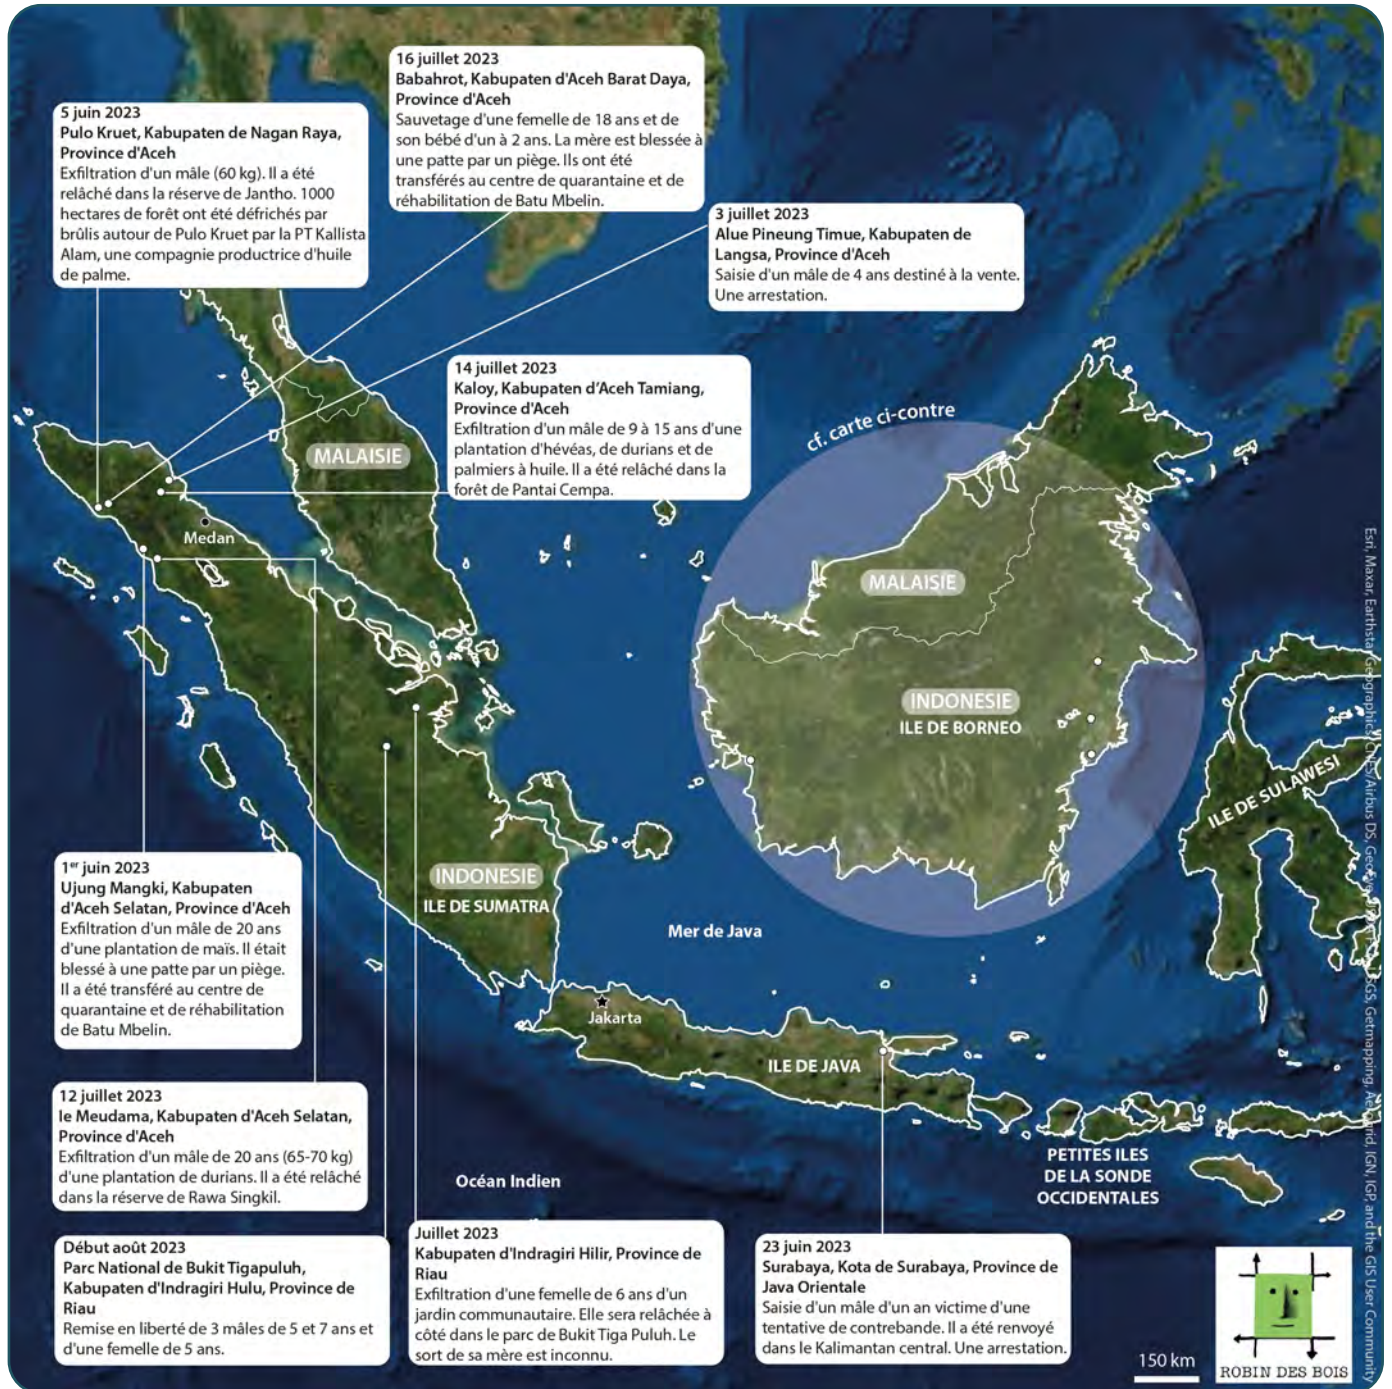 16 juillet 2023
Babahrot, Kabupaten d'Aceh Barat Daya,
Province d'Aceh
Sauvetage d'une femelle de 18 ans et de
son bébé d'un à 2 ans. La mère est blessée à
une patte par un piège. Ils ont été
transférés au centre de quarantaine et de
réhabilitation de Batu Mbelin.
5 juin 2023
Pulo Kruet, Kabupaten de Nagan Raya,
Province d'Aceh
Exfiltration d'un mâle (60 kg). Il a été
relâché dans la réserve de Jantho. 1000
hectares de forêt ont été défrichés par
brûlis autour de Pulo Kruet par la PT Kallista
Alam, une compagnie productrice d'huile
de palme.
3 juillet 2023
Alue Pineung Timue, Kabupaten de
Langsa, Province d'Aceh
Saisie d'un mâle de 4 ans destiné à la vente.
Une arrestation.
14 juillet 2023
Kaloy, Kabupaten d'Aceh Tamiang,
Province d'Aceh
Exfiltration d'un mâle de 9 à 15 ans d'une
plantation d'hévéas, de durians et de
palmiers à huile. Il a été relâché dans la
forêt de Pantai Cempa.
cf. carte ci-contre
MALAISIE
Medan
MALAISIE
INDONESIE
ILE DE BORNEO
ILE DE SULAWESI
INDONESIE
ILE DE SUMATRA
Mer de Java
1er juin 2023
Ujung Mangki, Kabupaten
d'Aceh Selatan, Province d'Aceh
Exfiltration d'un mâle de 20 ans
d'une plantation de maïs. Il était
blessé à une patte par un piège.
Il a été transféré au centre de
quarantaine et de réhabilitation
de Batu Mbelin.
Jakarta
ILE DE JAVA
12 juillet 2023
Ie Meudama, Kabupaten d'Aceh Selatan,
Province d'Aceh
Exfiltration d'un mâle de 20 ans (65-70 kg)
d'une plantation de durians. Il a été relâché
dans la réserve de Rawa Singkil.
Océan Indien
PETITES ILES
DE LA SONDE
OCCIDENTALES
Début août 2023
Parc National de Bukit Tigapuluh,
Kabupaten d'Indragiri Hulu, Province de
Riau
Remise en liberté de 3 mâles de 5 et 7 ans et
d'une femelle de 5 ans.
Juillet 2023
Kabupaten d'Indragiri Hilir, Province de
Riau
Exfiltration d'une femelle de 6 ans d'un
jardin communautaire. Elle sera relâchée à
côté dans le parc de Bukit Tiga Puluh. Le
sort de sa mère est inconnu.
23 juin 2023
Surabaya, Kota de Surabaya, Province de
Java Orientale
Saisie d'un mâle d'un an victime d'une
tentative de contrebande. Il a été renvoyé
dans le Kalimantan central. Une arrestation.
150 km
ROBIN DES BOIS
Esri, Maxar, Earthstar Geographics, CNES/Airbus DS, USGS, Getmapping, Aerogrid, IGN, IGP, and the GIS User Community